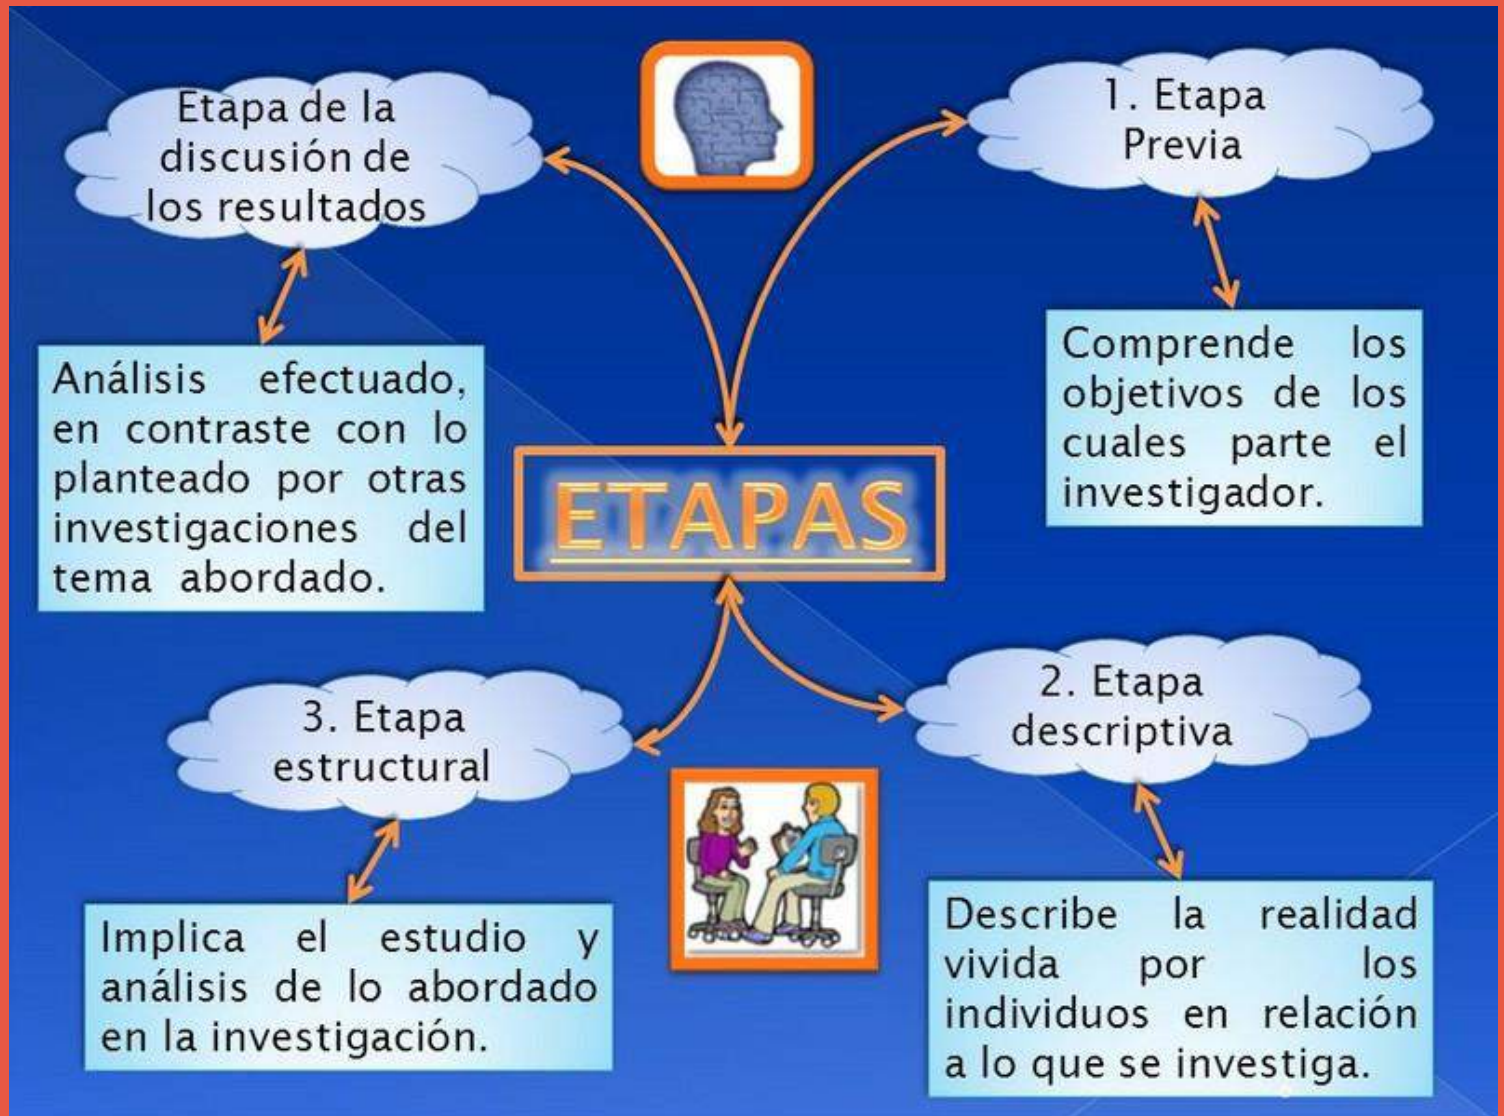 Etapa de la
discusión de
los resultados
1. Etapa
Previa
Análisis efectuado,
en contraste con lo
planteado por otras
investigaciones del
tema abordado.
Comprende los
objetivos de los
cuales parte el
investigador.
ETAPAS
3. Etapa
estructural
2. Etapa
descriptiva
Implica el estudio y
análisis de lo abordado
en la investigación.
Describe la realidad
vivida por los
individuos en relación
a lo que se investiga.